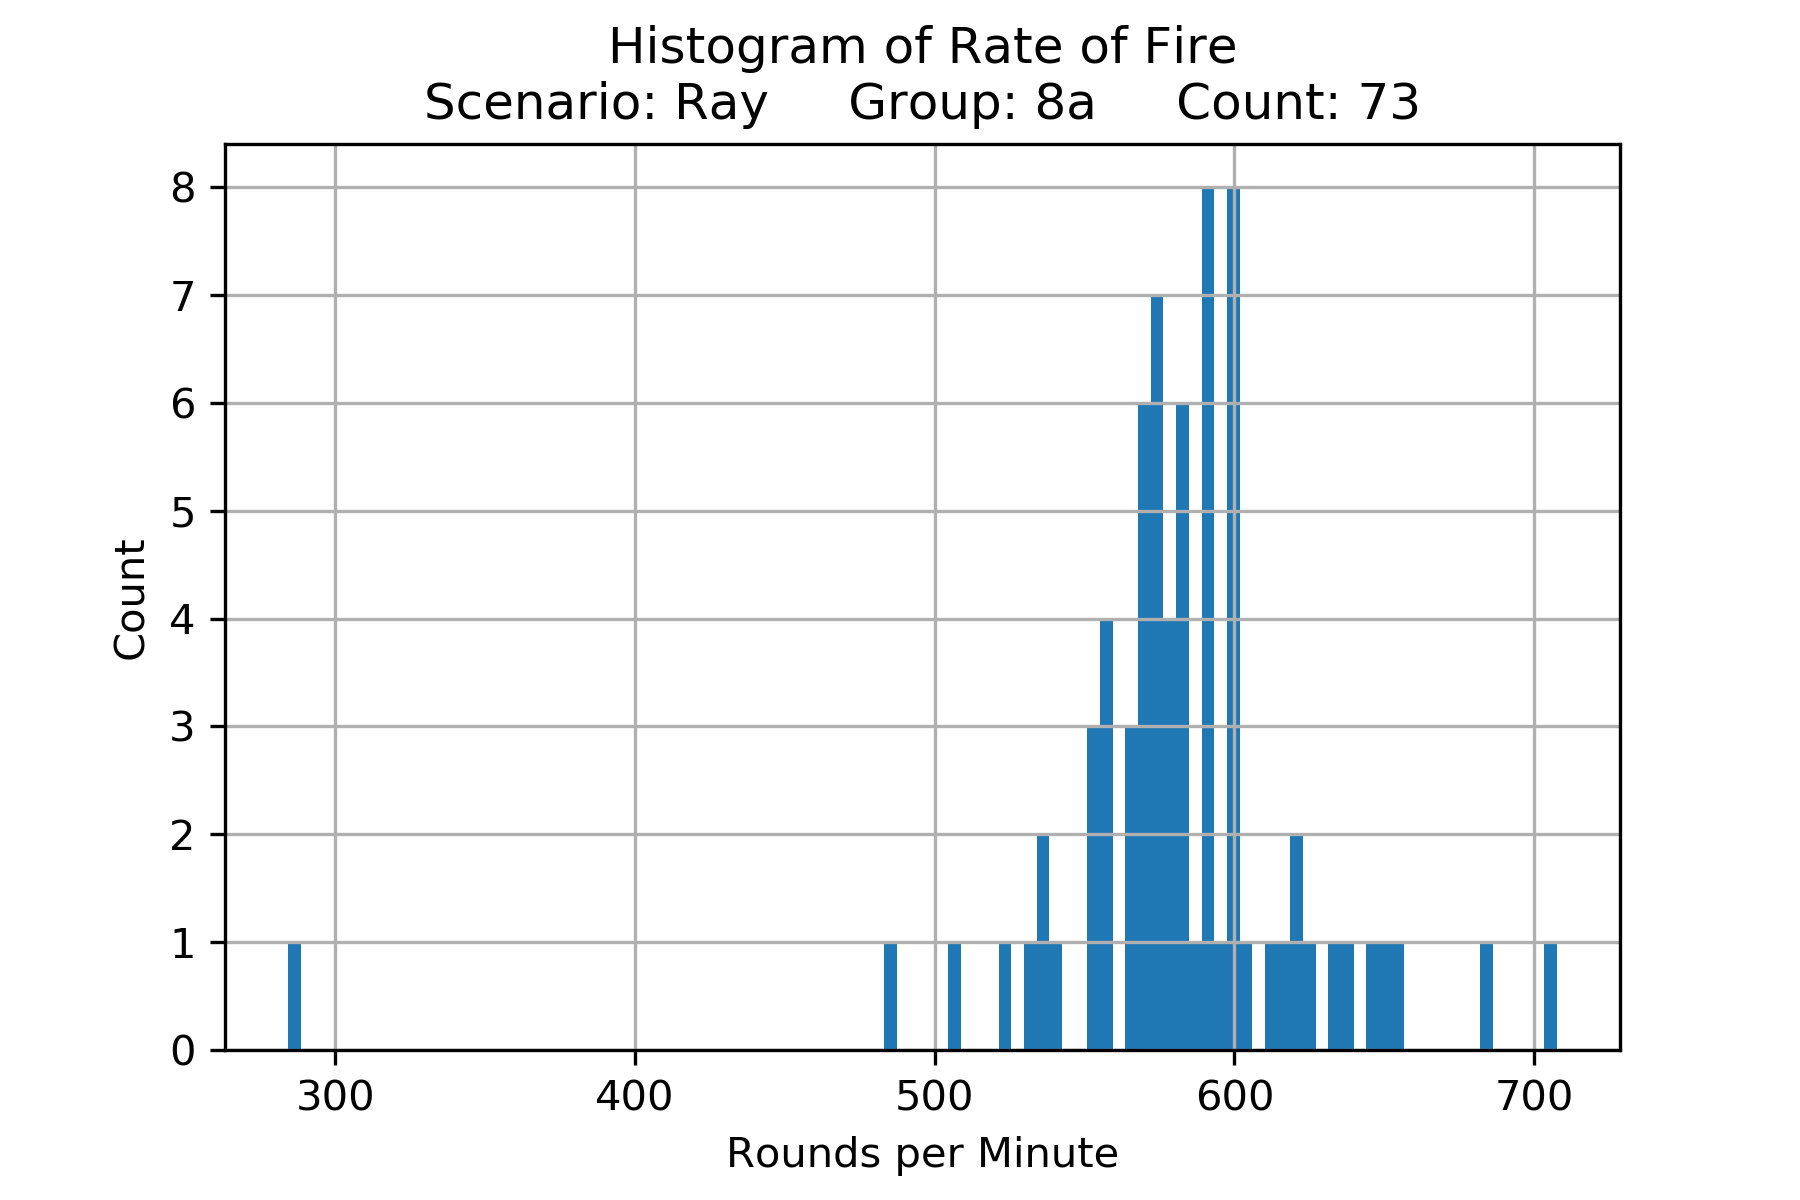 Histogram of Rate of Fire
Scenario: Ray Group: 8a Count: 73
8
7
6
5
4
3
2
1
0
Count
300 400 500 600 700
Rounds per Minute